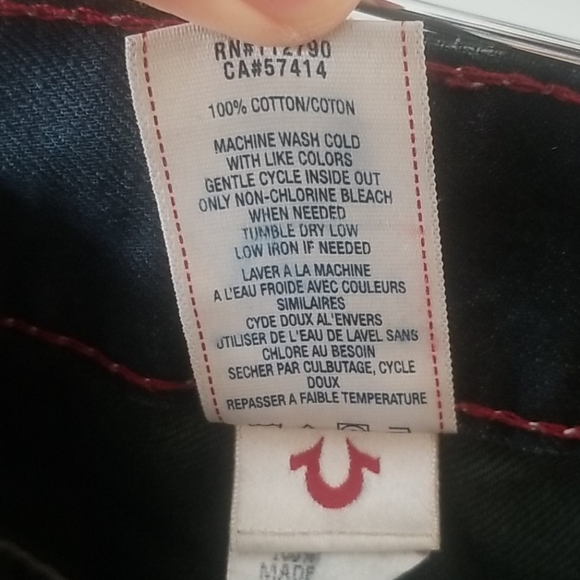 RN#112790
CA#57414
100% COTTON/COTON
MACHINE WASH COLD
WITH LIKE COLORS
GENTLE CYCLE INSIDE OUT
ONLY NON-CHLORINE BLEACH
WHEN NEEDED
TUMBLE DRY LOW
LOW IRON IF NEEDED
LAVER A LA MACHINE
A L'EAU FROIDE AVEC COULEURS
SIMILAIRES
CYDE DOUX AL'ENVERS
UTILISER DE L'EAU DE LAVEL SANS
CHLORE AU BESOIN
SECHER PAR CULBUTAGE, CYCLE
DOUX
REPASSER A FAIBLE TEMPERATURE
100%
MADE